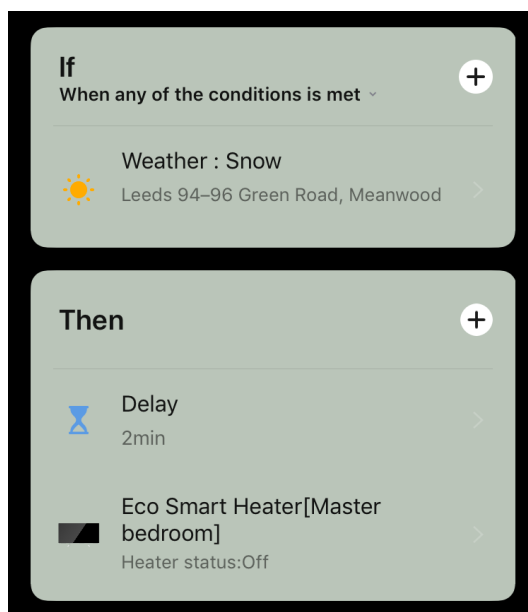 If
When any of the conditions is met
Weather : Snow
Leeds 94–96 Green Road, Meanwood
Then
Delay
2min
Eco Smart Heater[Master
bedroom]
Heater status:Off